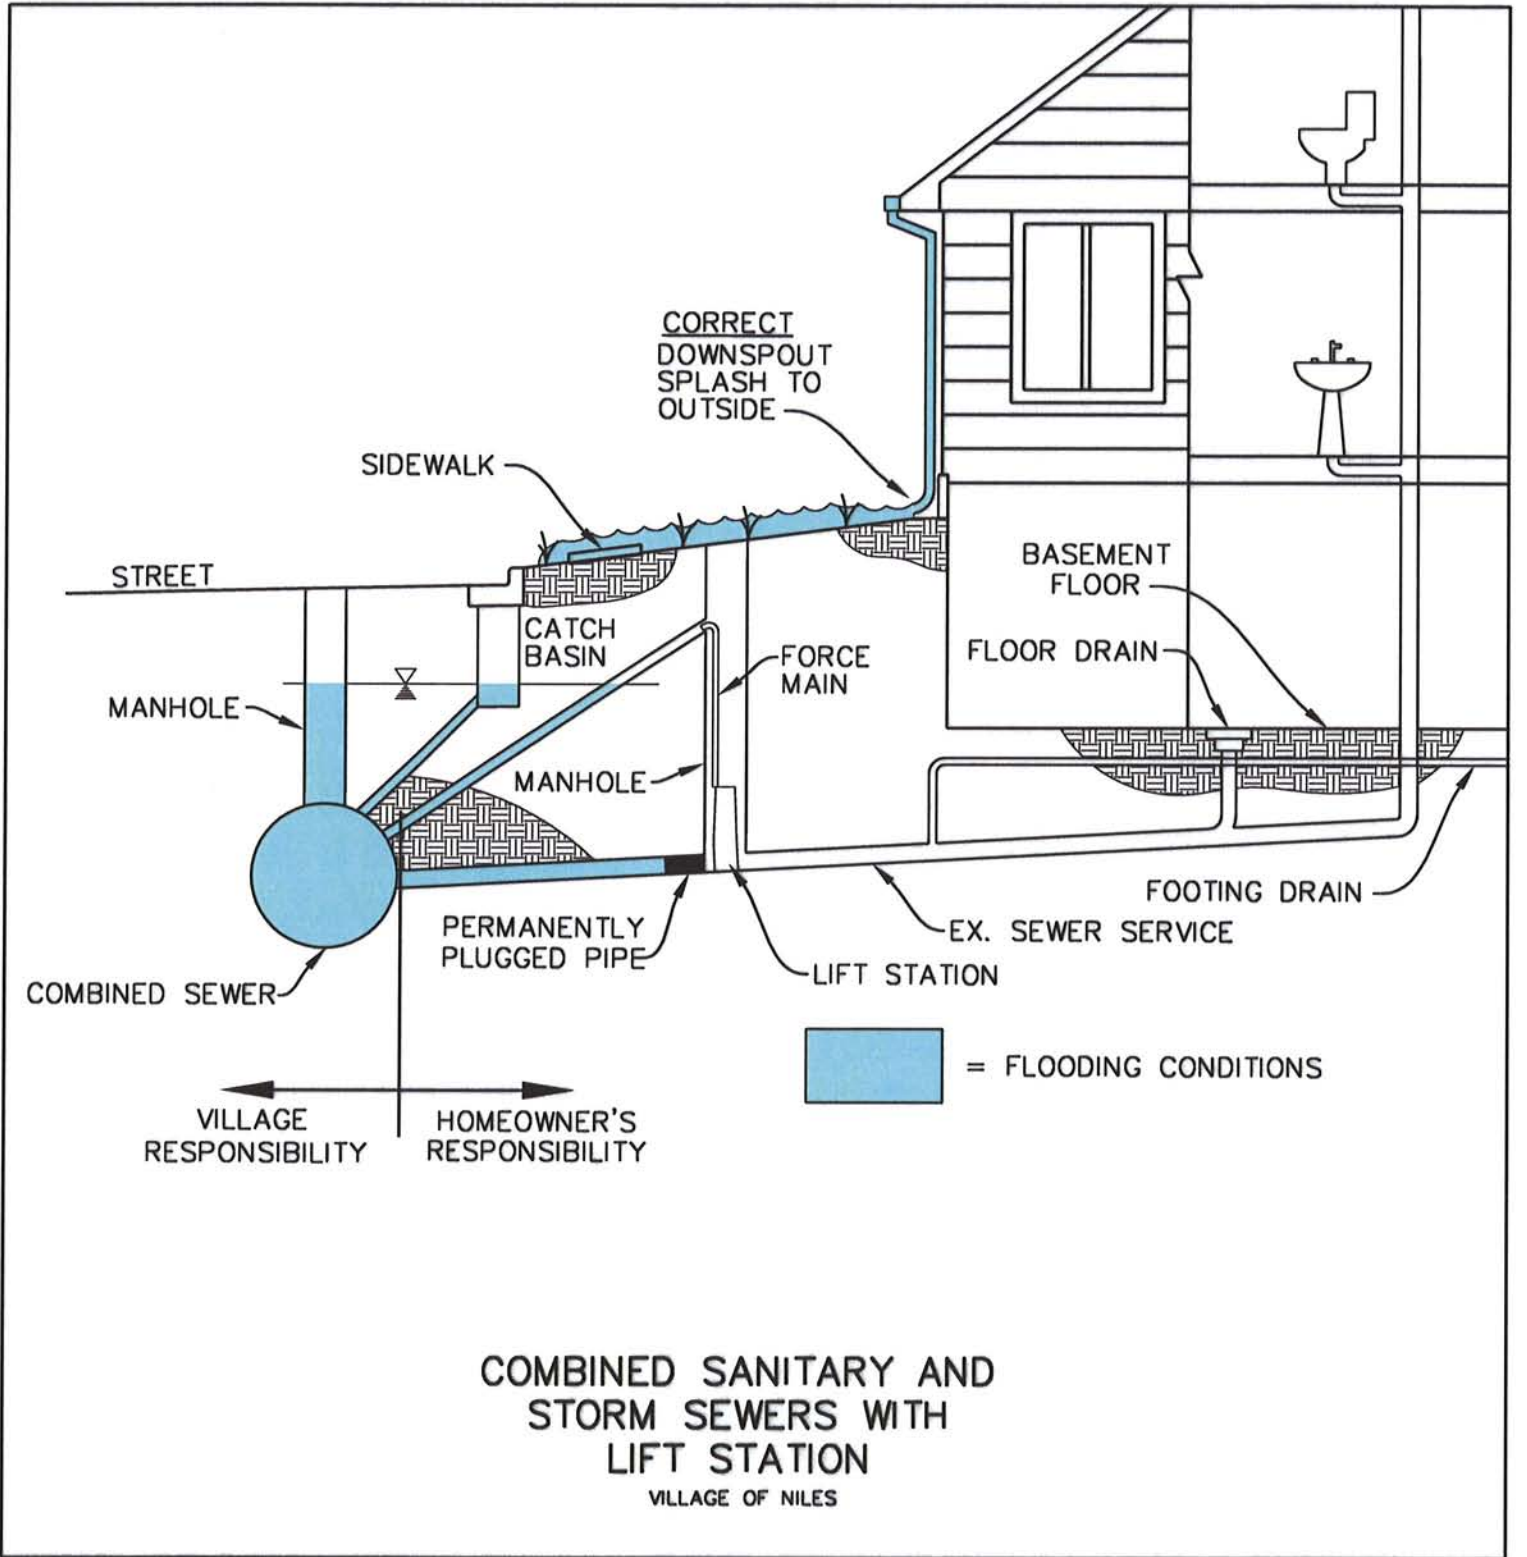 CORRECT
DOWNSPOUT
SPLASH TO
OUTSIDE
SIDEWALK
STREET
CATCH
BASIN
BASEMENT
FLOOR
FLOOR DRAIN
FORCE
MAIN
MANHOLE
MANHOLE
FOOTING DRAIN
PERMANENTLY
PLUGGED PIPE
EX. SEWER SERVICE
LIFT STATION
COMBINED SEWER
= FLOODING CONDITIONS
VILLAGE
RESPONSIBILITY
HOMEOWNER'S
RESPONSIBILITY
COMBINED SANITARY AND
STORM SEWERS WITH
LIFT STATION
VILLAGE OF NILES